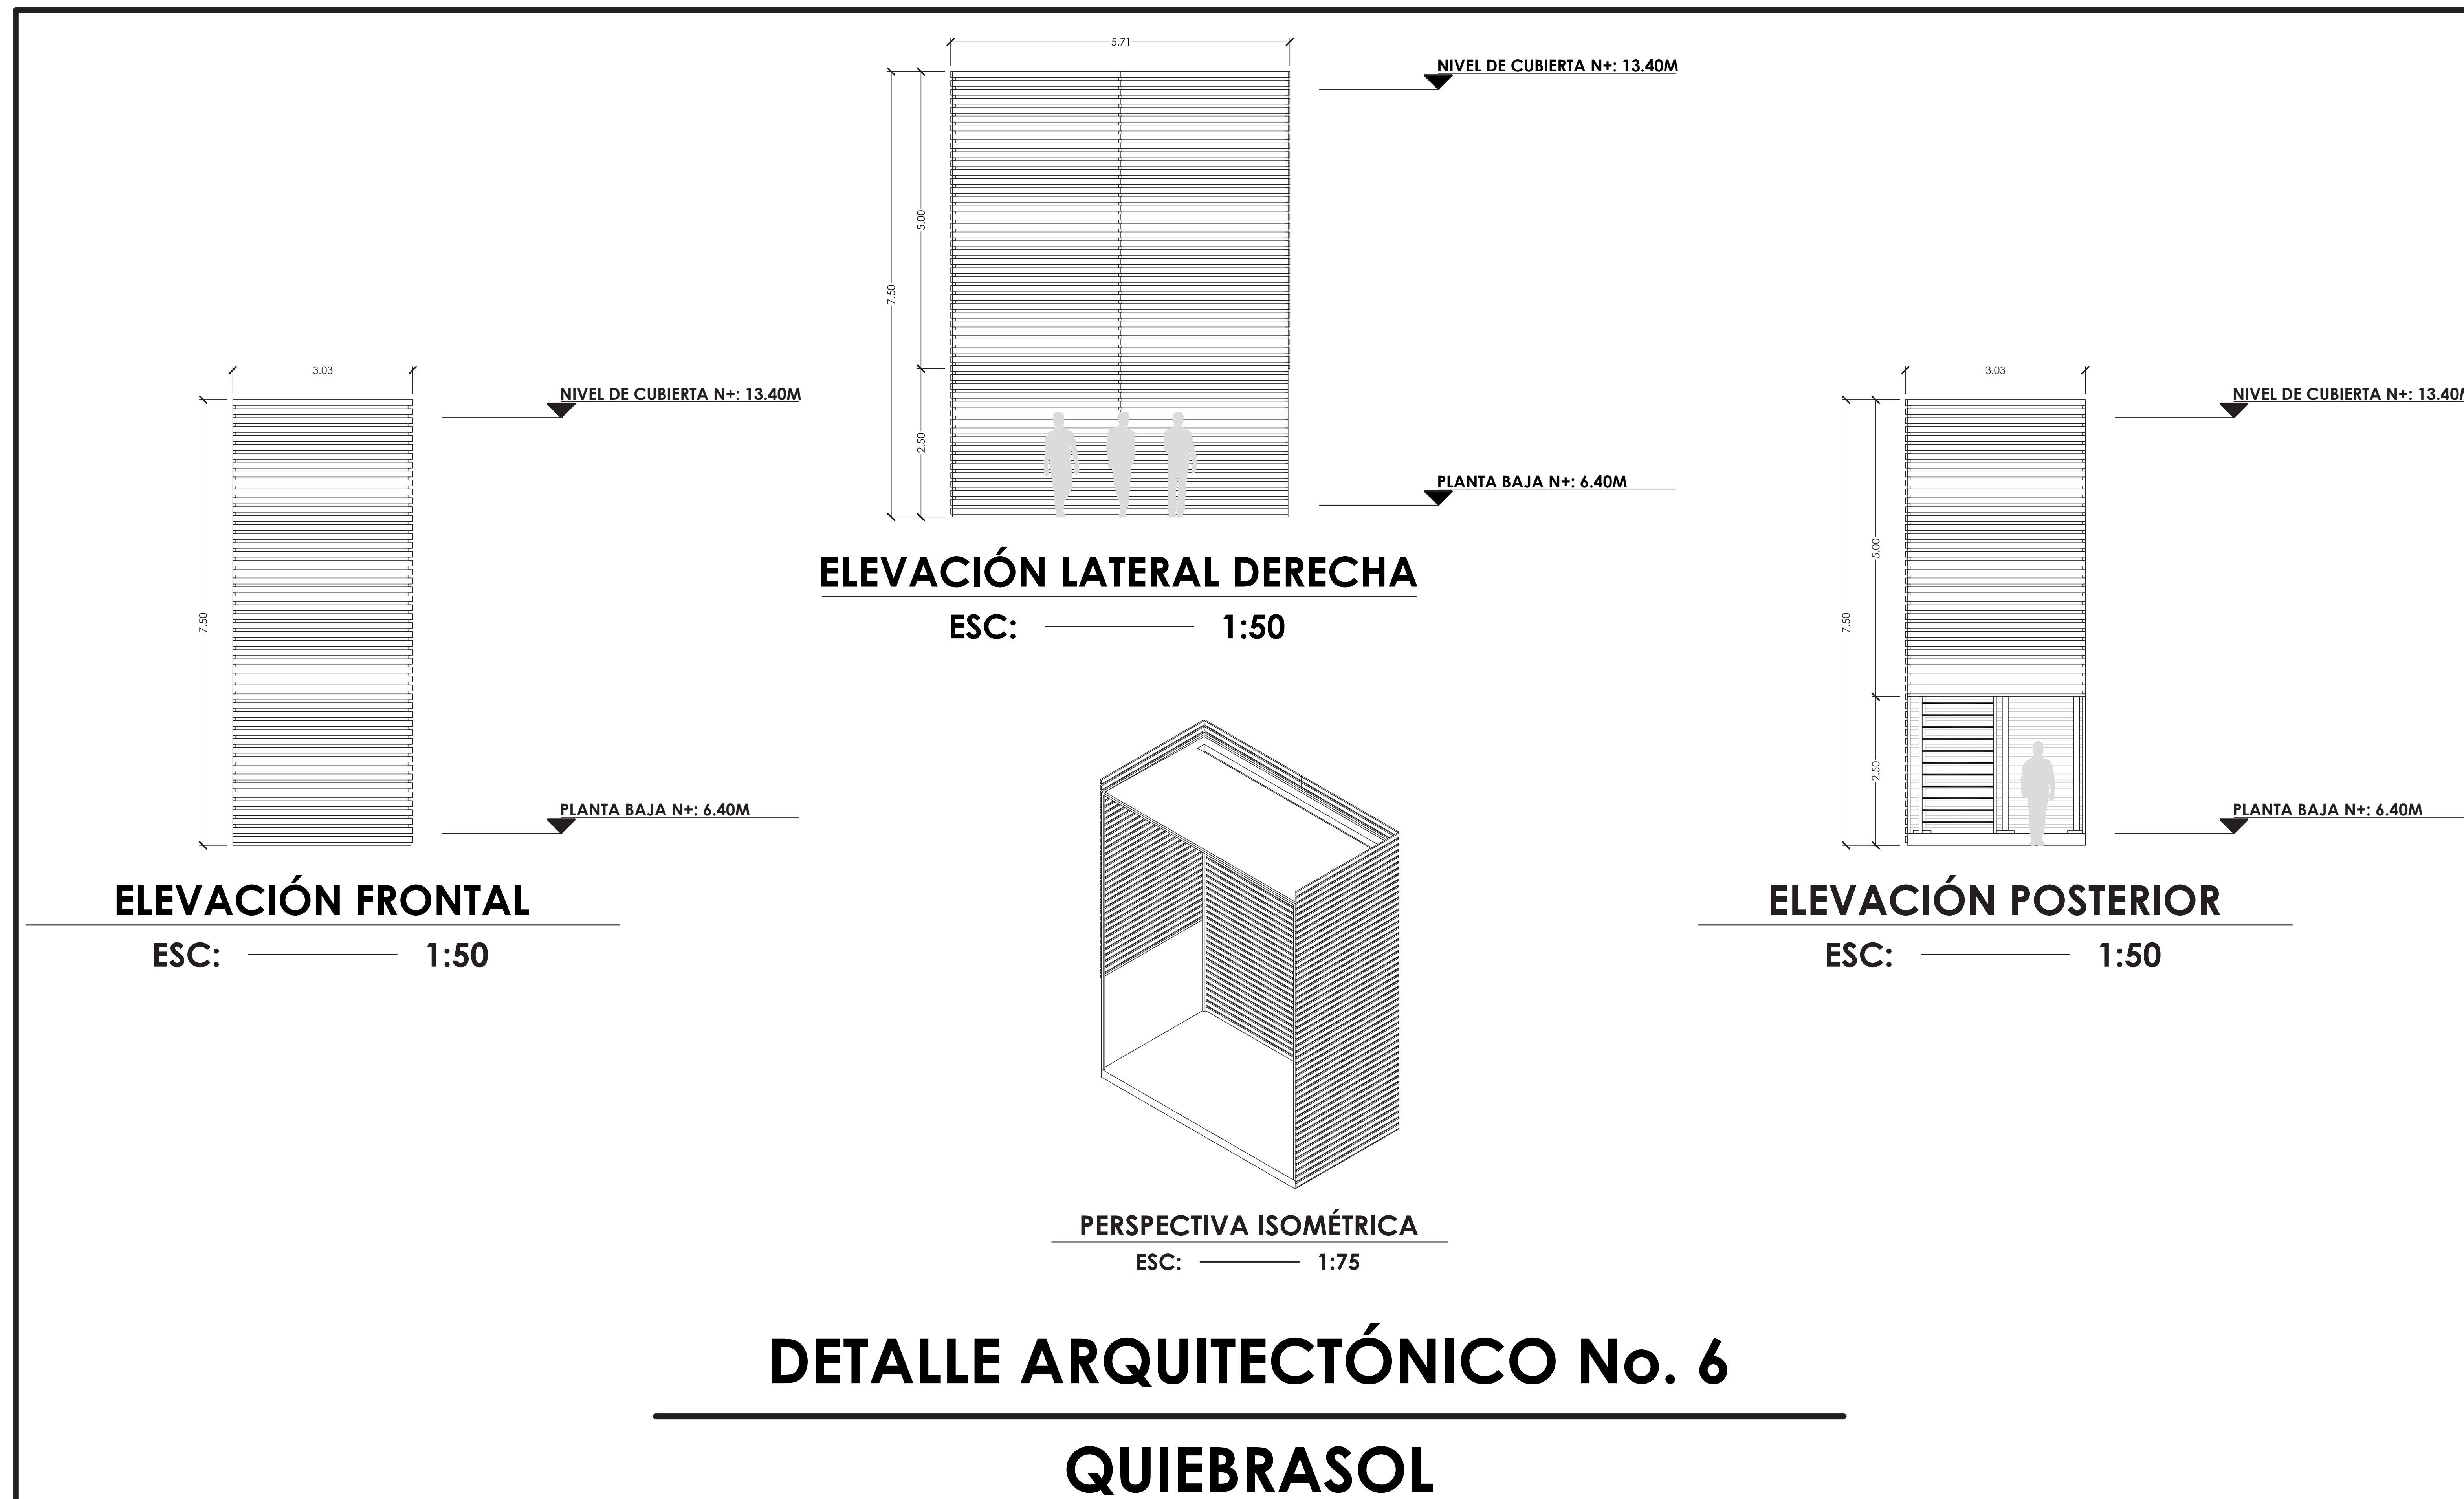 5.71
NIVEL DE CUBIERTA N+: 13.40M
7.50
5.00
2.50
PLANTA BAJA N+: 6.40M
ELEVACIÓN LATERAL DERECHA
ESC: 1:50
3.03
NIVEL DE CUBIERTA N+: 13.40M
7.50
PLANTA BAJA N+: 6.40M
ELEVACIÓN FRONTAL
ESC: 1:50
3.03
NIVEL DE CUBIERTA N+: 13.40M
7.50
5.00
2.50
PLANTA BAJA N+: 6.40M
ELEVACIÓN POSTERIOR
ESC: 1:50
PERSPECTIVA ISOMÉTRICA
ESC: 1:75
DETALLE ARQUITECTÓNICO No. 6
QUIEBRASOL